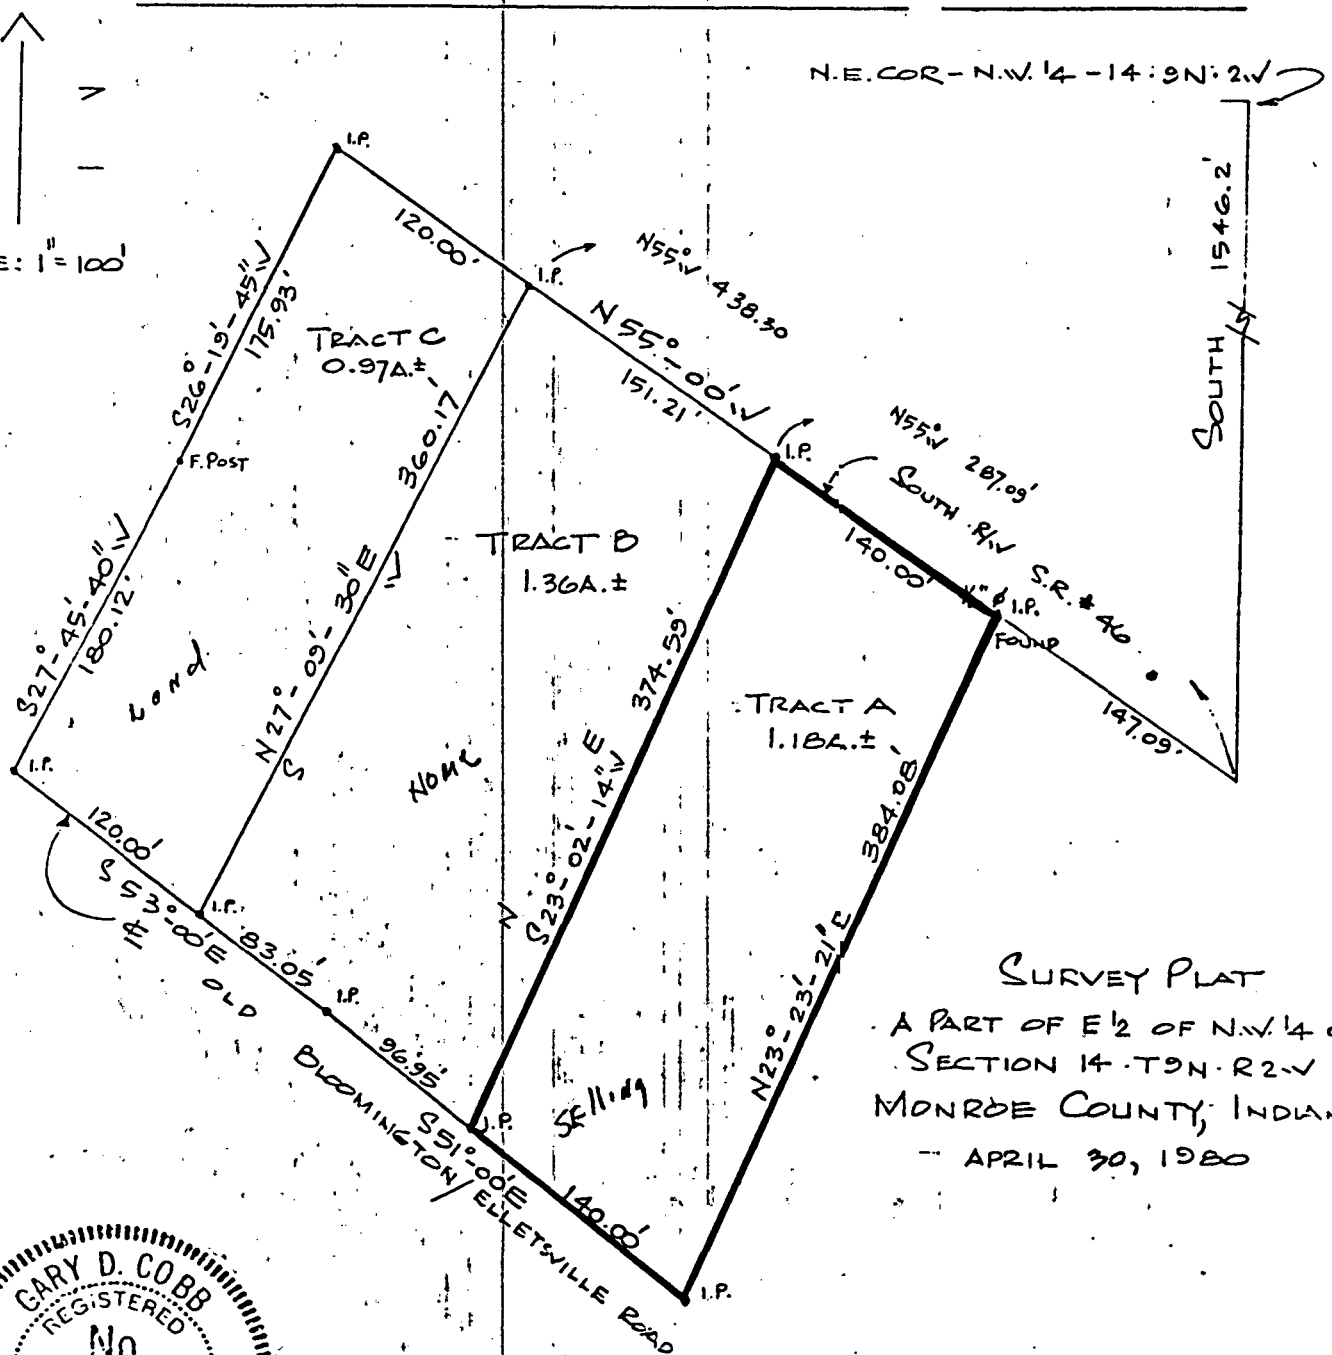 N.E. COR - N.W. 1/4 - 14:9N:2W
SOUTH 1546.2'
E: 1" = 100'
I.P.
120.00'
I.P.
N55°W 438.30
N 55°-00' W
151.21'
S26°-19'-45"W
175.93'
TRACT C
0.97A.±
360.17
F. POST
N55°W 287.09'
I.P.
SOUTH R/W S.R. #46
140.00'
I.P.
FOUND
147.09'
TRACT B
1.36A.±
S27°-45'-40"W
180.12'
N27°-09'-30"E
W
S
374.59'
TRACT A
1.18A.±
384.08'
Home
I.P.
120.00'
S 53°-00'E
I.P.
83.05'
I.P.
96.95'
S23°-02'-14"W
E
N
N23°-23'-21"E
OLD
BLOOMINGTON / ELLETSVILLE ROAD
I.P.
S51°-00'E
140.00'
Selling
I.P.
SURVEY PLAT
A PART OF E 1/2 OF N.W. 1/4
SECTION 14 - T9N - R2W
MONROE COUNTY, INDIAN
APRIL 30, 1980
GARY D. COBB
REGISTERED
No